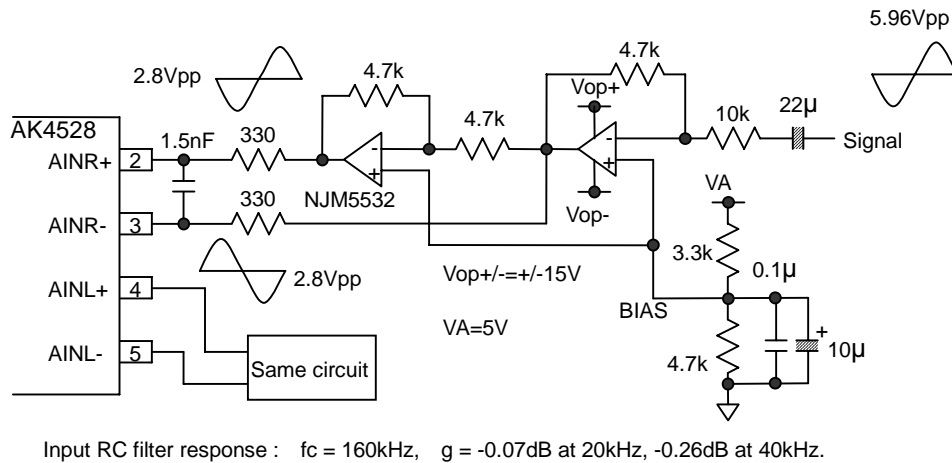 5.96Vpp
4.7k
2.8Vpp
4.7k
Vop+
22μ
AK4528
4.7k
10k
1.5nF
330
Signal
AINR+
2
NJM5532
VA
330
Vop-
AINR-
3
3.3k
0.1μ
2.8Vpp
Vop+/-=+/-15V
AINL+
4
BIAS
VA=5V
+
10μ
4.7k
AINL-
5
Same circuit
Input RC filter response : fc = 160kHz, g = -0.07dB at 20kHz, -0.26dB at 40kHz.